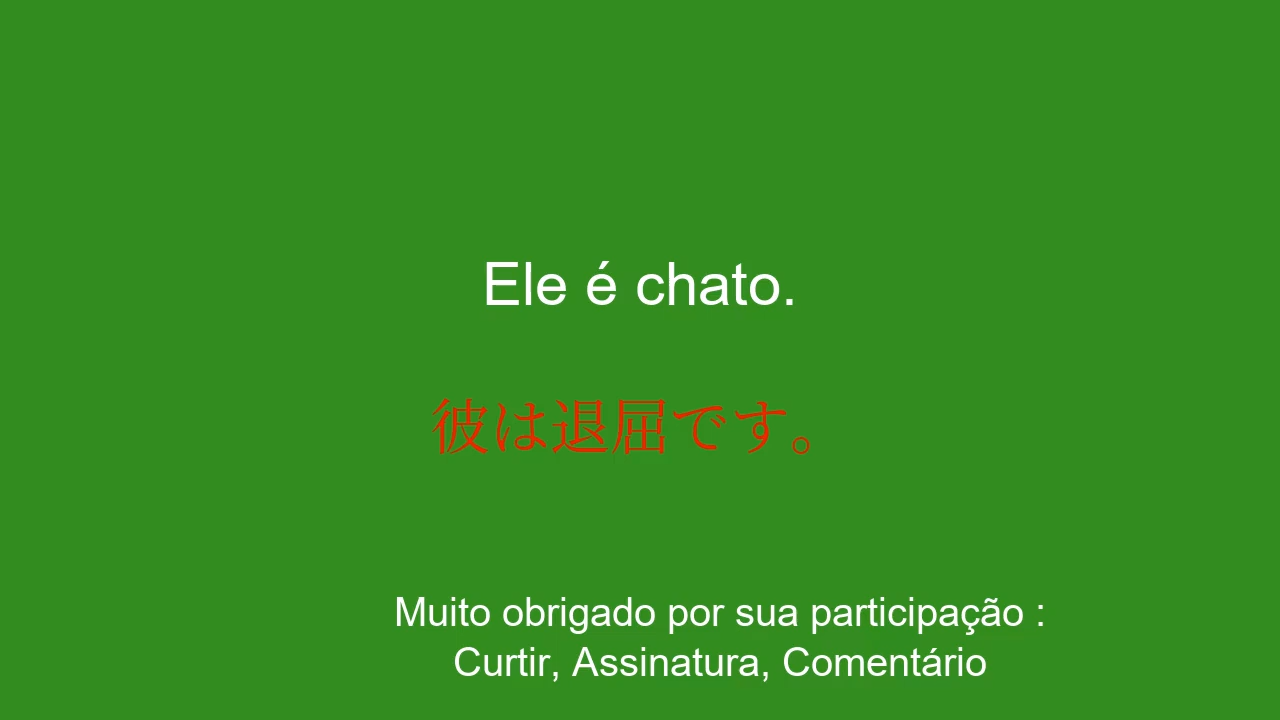 Ele é chato.
彼は退屈です。
Muito obrigado por sua participação :
Curtir, Assinatura, Comentário